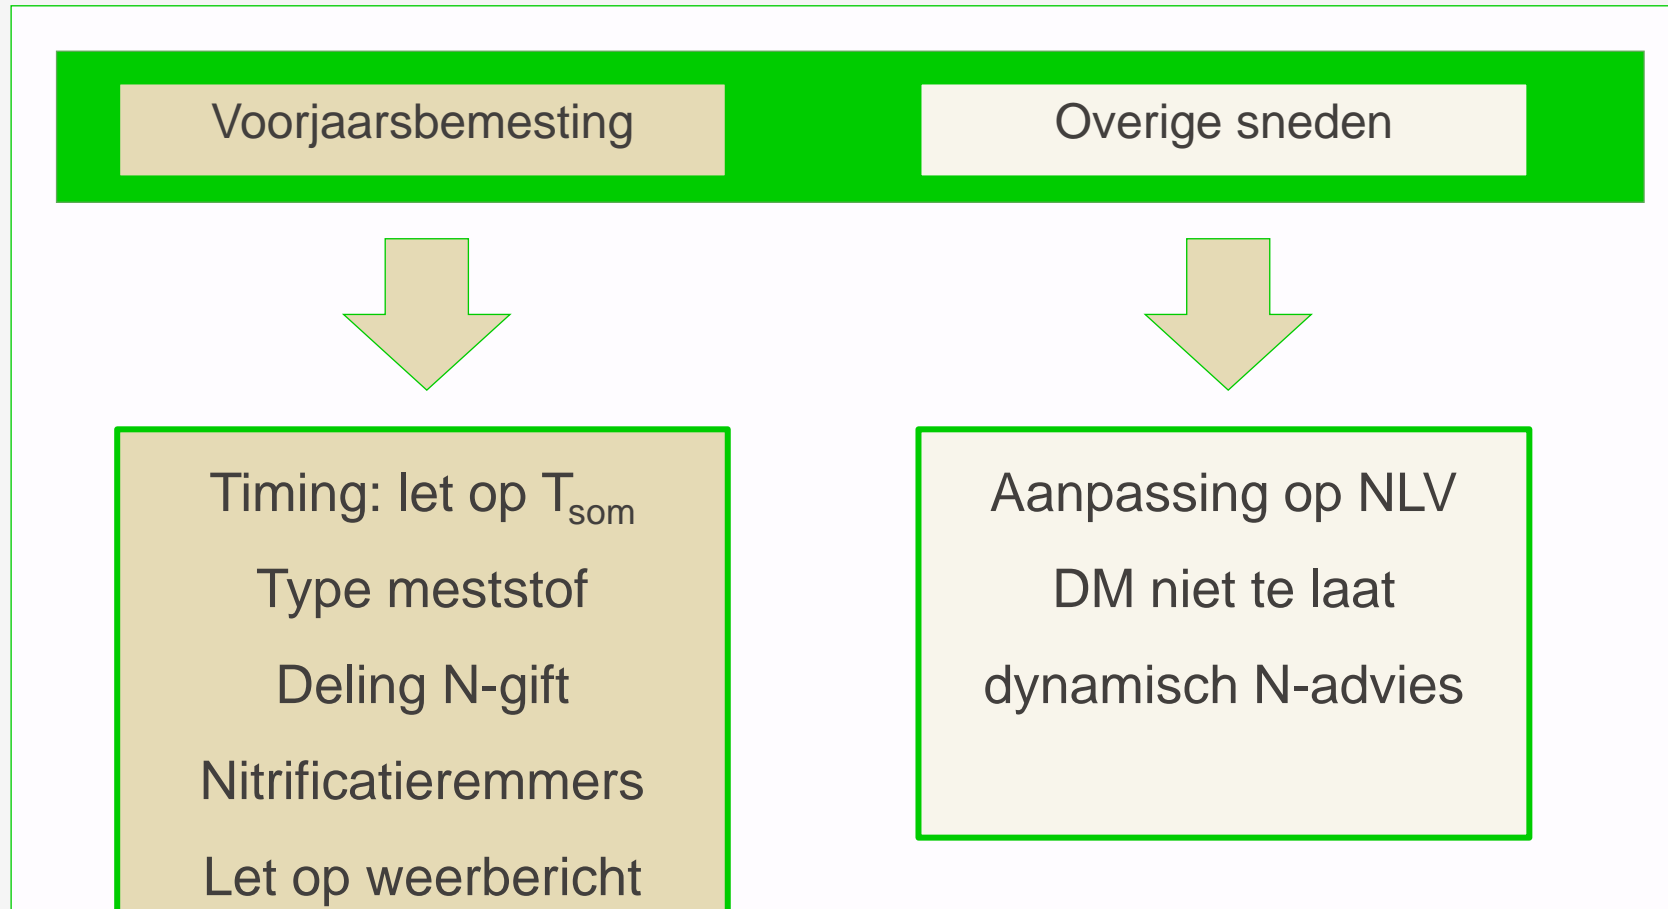 Voorjaarsbemesting
Overige sneden
Timing: let op Tsom
Type meststof
Deling N-gift
Nitrificatieremmers
Let op weerbericht
Aanpassing op NLV
DM niet te laat
dynamisch N-advies